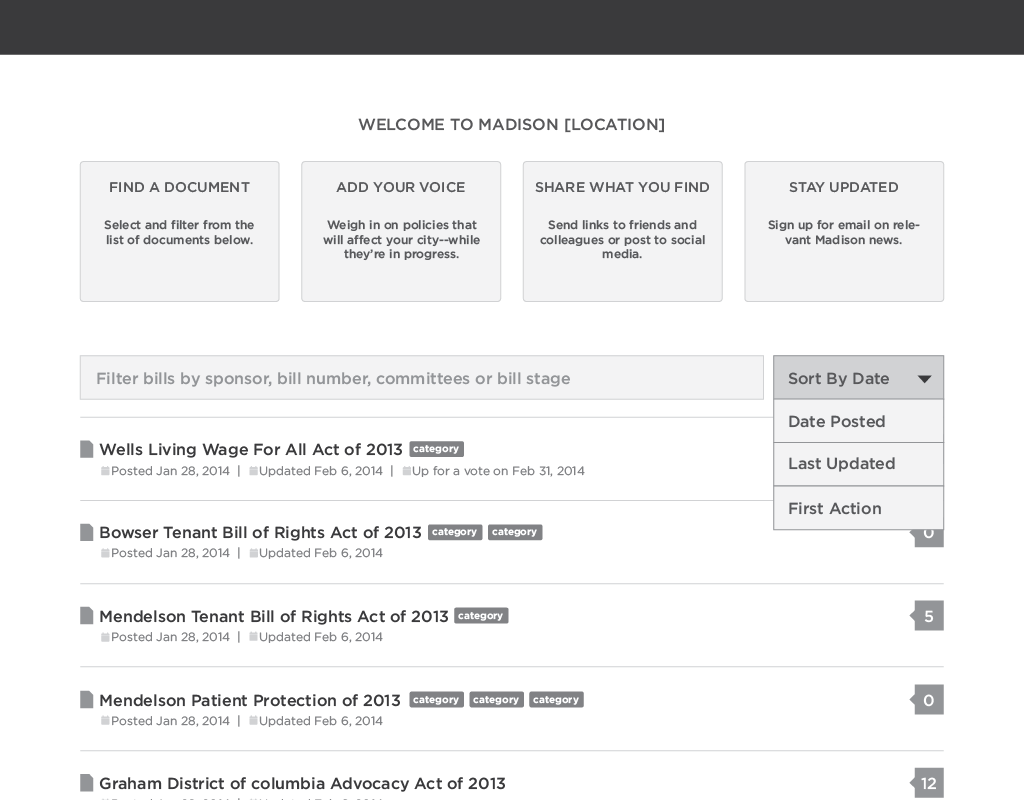 WELCOME TO MADISON [LOCATION]
FIND A DOCUMENT
Select and filter from the
list of documents below.
ADD YOUR VOICE
Weigh in on policies that
will affect your city--while
they're in progress.
SHARE WHAT YOU FIND
Send links to friends and
colleagues or post to social
media.
STAY UPDATED
Sign up for email on rele-
vant Madison news.
Filter bills by sponsor, bill number, committees or bill stage
Sort By Date
Date Posted
Last Updated
First Action
Wells Living Wage For All Act of 2013 category
Posted Jan 28, 2014 | Updated Feb 6, 2014 | Up for a vote on Feb 31, 2014
Bowser Tenant Bill of Rights Act of 2013 category category
0
Posted Jan 28, 2014 | Updated Feb 6, 2014
Mendelson Tenant Bill of Rights Act of 2013 category
5
Posted Jan 28, 2014 | Updated Feb 6, 2014
Mendelson Patient Protection of 2013 category category category
0
Posted Jan 28, 2014 | Updated Feb 6, 2014
Graham District of columbia Advocacy Act of 2013
12